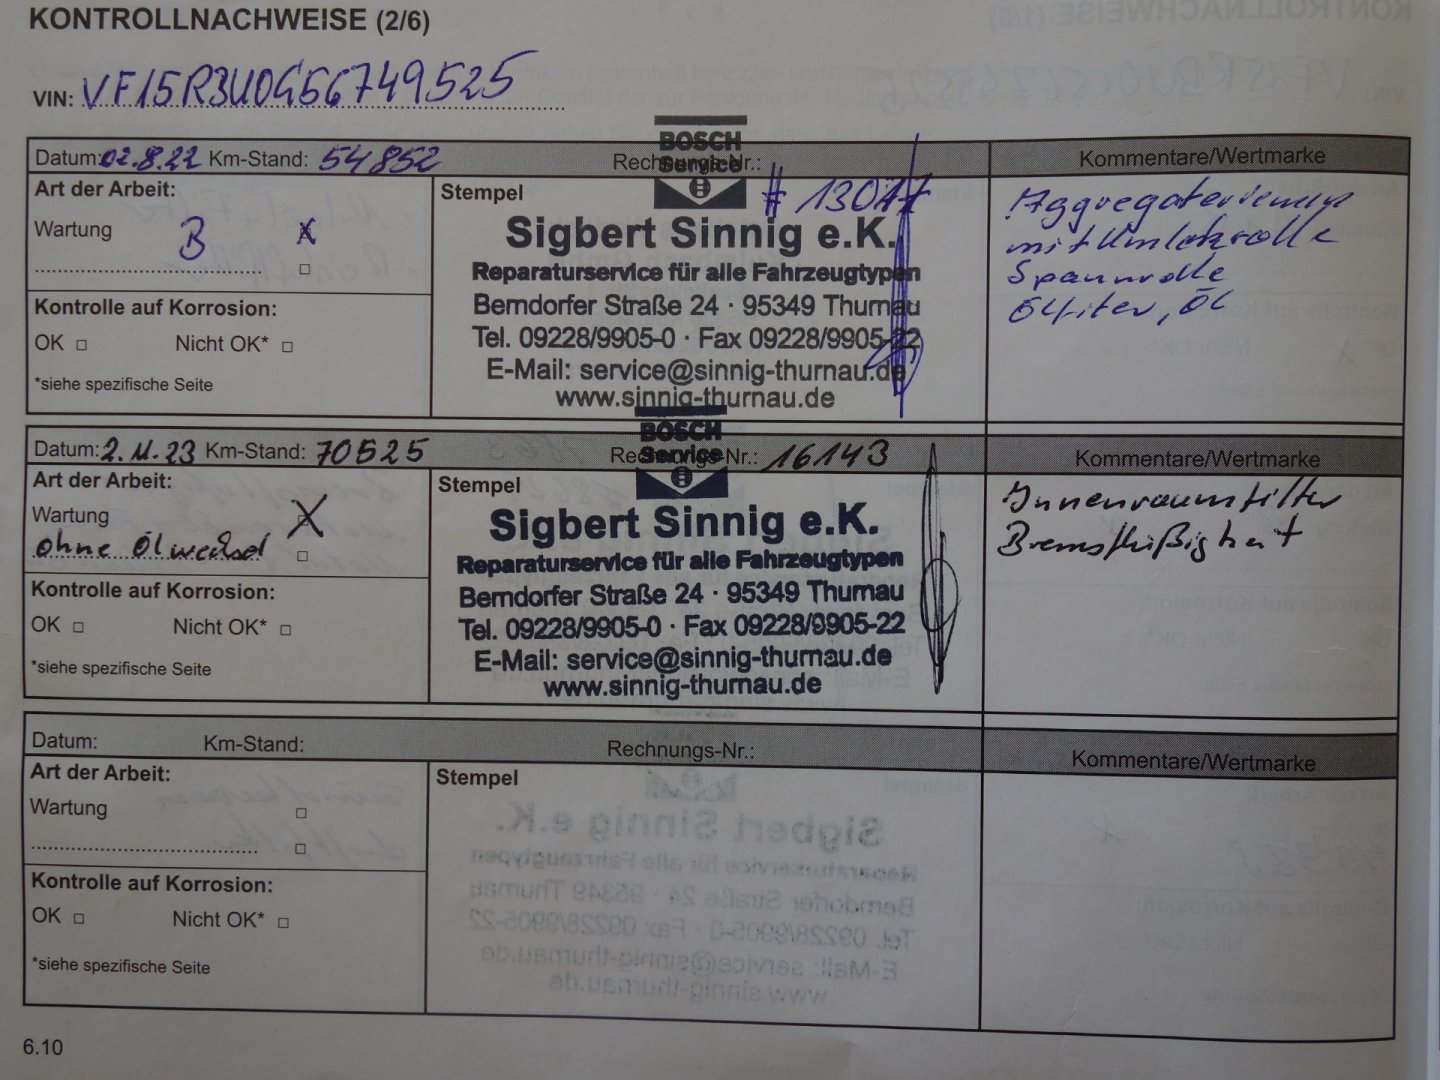 KONTROLLNACHWEISE (2/6)
VIN: VF15R3U0G56749525
Datum: 02.8.22 Km-Stand: 54852 Rechnungs-Nr.: # 13017 Kommentare/Wertmarke
Art der Arbeit:
Wartung B X
Kontrolle auf Korrosion:
OK □ Nicht OK* □
*siehe spezifische Seite
Stempel
BOSCH
Service
Sigbert Sinnig e.K.
Reparaturservice für alle Fahrzeugtypen
Berndorfer Straße 24 · 95349 Thurnau
Tel. 09228/9905-0 · Fax 09228/9905-22
E-Mail: service@sinnig-thurnau.de
www.sinnig-thurnau.de
Aggregateriemen
mit Umlekrolle
Spannrolle
Ölfilter, Öl
Datum: 2.11.23 Km-Stand: 70525 Rechnungs-Nr.: 16143 Kommentare/Wertmarke
Art der Arbeit:
Wartung X
ohne Ölwechsel □
Kontrolle auf Korrosion:
OK □ Nicht OK* □
*siehe spezifische Seite
Stempel
BOSCH
Service
Sigbert Sinnig e.K.
Reparaturservice für alle Fahrzeugtypen
Berndorfer Straße 24 · 95349 Thurnau
Tel. 09228/9905-0 · Fax 09228/9905-22
E-Mail: service@sinnig-thurnau.de
www.sinnig-thurnau.de
Innenraumfilter
Bremsflüßigkeit
Datum: Km-Stand: Rechnungs-Nr.: Kommentare/Wertmarke
Art der Arbeit:
Wartung □
Kontrolle auf Korrosion:
OK □ Nicht OK* □
*siehe spezifische Seite
Stempel
6.10